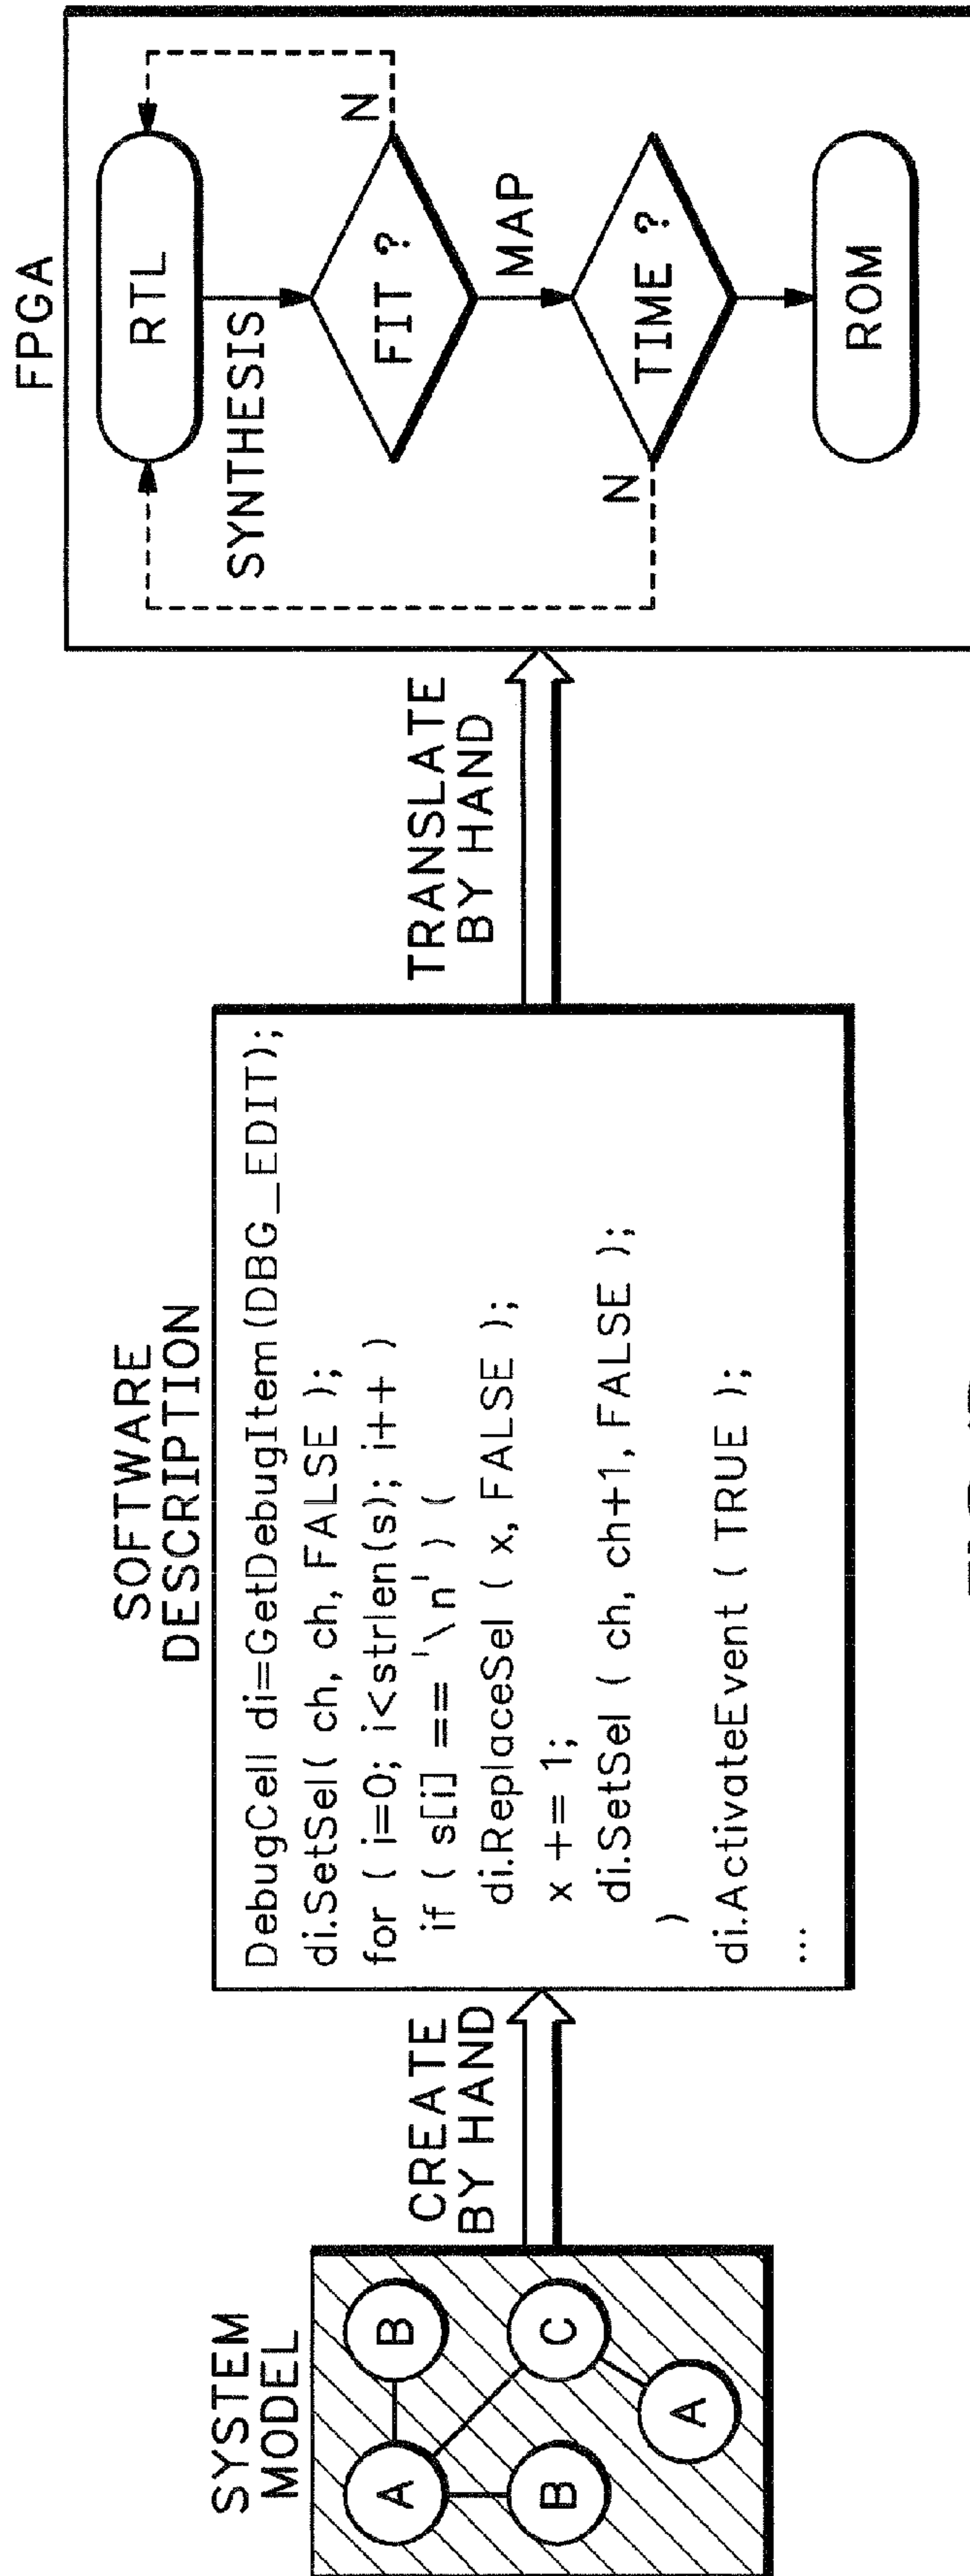 SYSTEM
MODEL
A
B
B
C
A
CREATE
BY HAND
SOFTWARE
DESCRIPTION
DebugCell di=GetDebugItem(DBG_EDIT);
di.SetSel( ch, ch, FALSE );
for ( i=0; i<strlen(s); i++ )
if ( s[i] == '\n' ) (
di.ReplaceSel ( x, FALSE );
x += 1;
di.SetSel ( ch, ch+1, FALSE );
)
di.ActivateEvent ( TRUE );
...
TRANSLATE
BY HAND
FPGA
RTL
SYNTHESIS
FIT ?
N
MAP
TIME ?
N
ROM